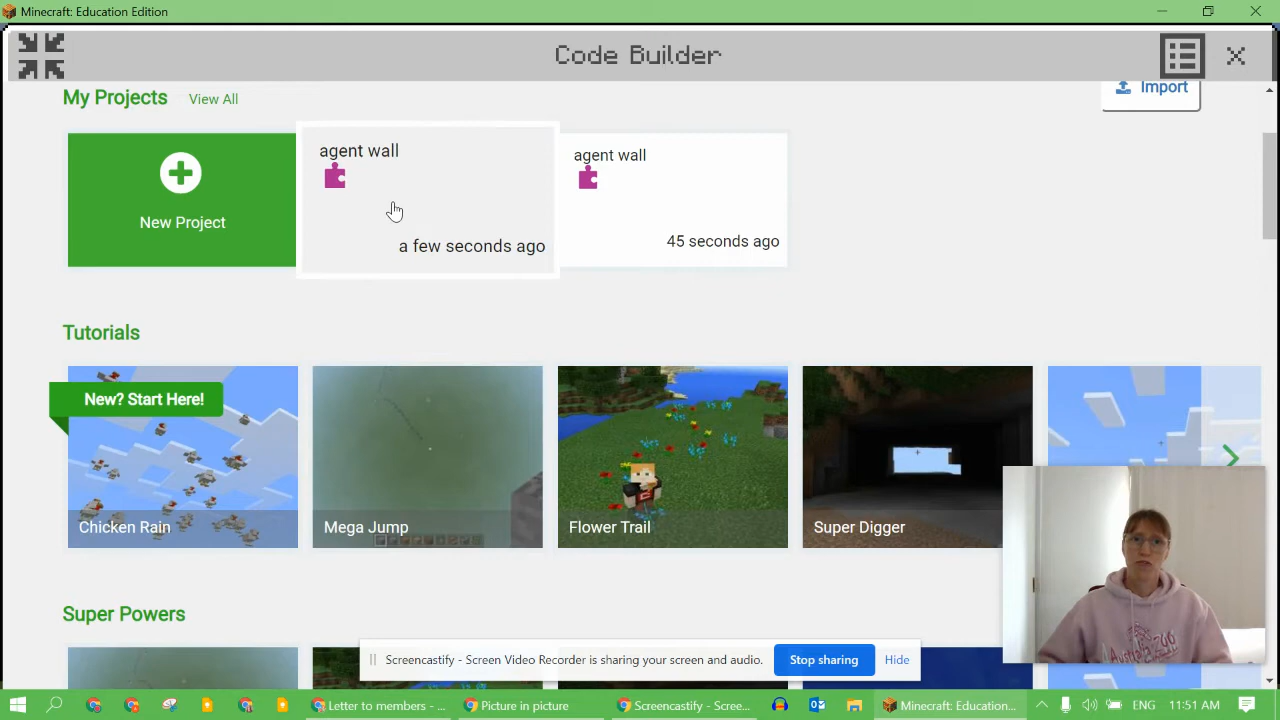 Minecraft: Education Edition
Code Builder
My Projects View All
Import
New Project
agent wall
a few seconds ago
agent wall
45 seconds ago
Tutorials
New? Start Here!
Chicken Rain
Mega Jump
Flower Trail
Super Digger
Super Powers
Screencastify - Screen Video Recorder is sharing your screen and audio.
Stop sharing
Hide
Letter to members - ...
Picture in picture
Screencastify - Scree...
Minecraft: Education...
ENG
11:51 AM